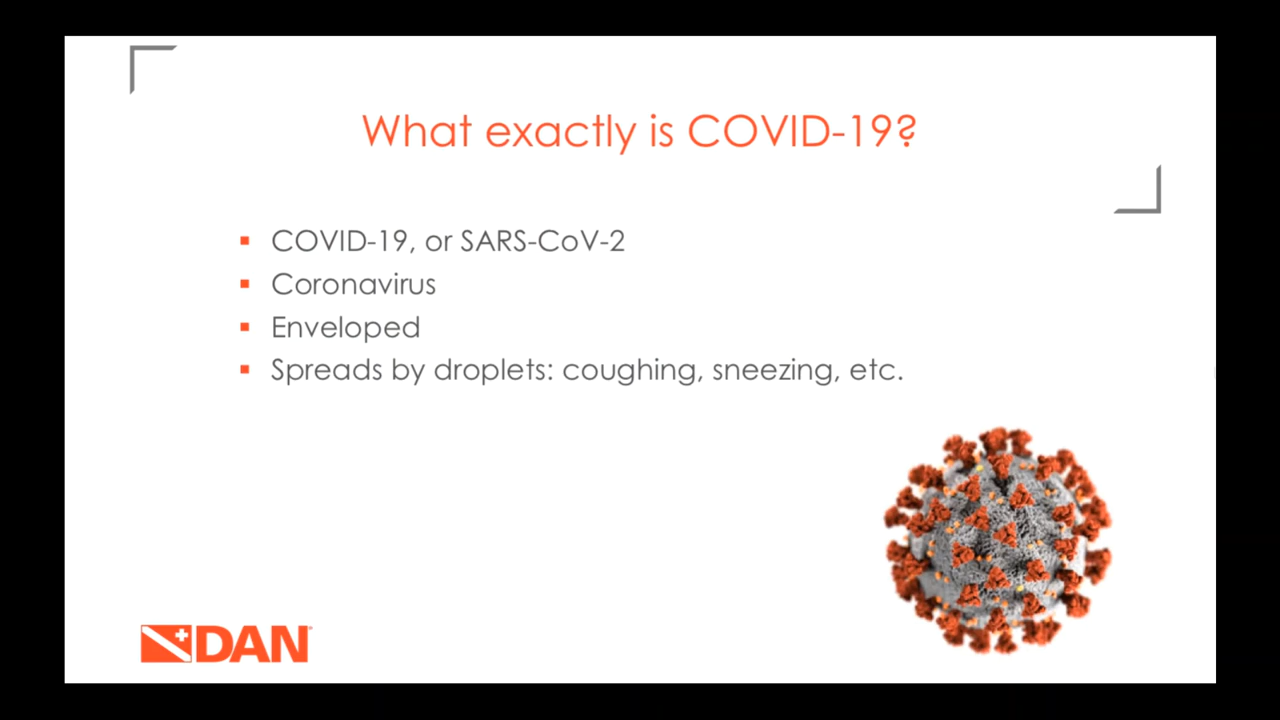 What exactly is COVID-19?
COVID-19, or SARS-CoV-2
Coronavirus
Enveloped
Spreads by droplets: coughing, sneezing, etc.
DAN